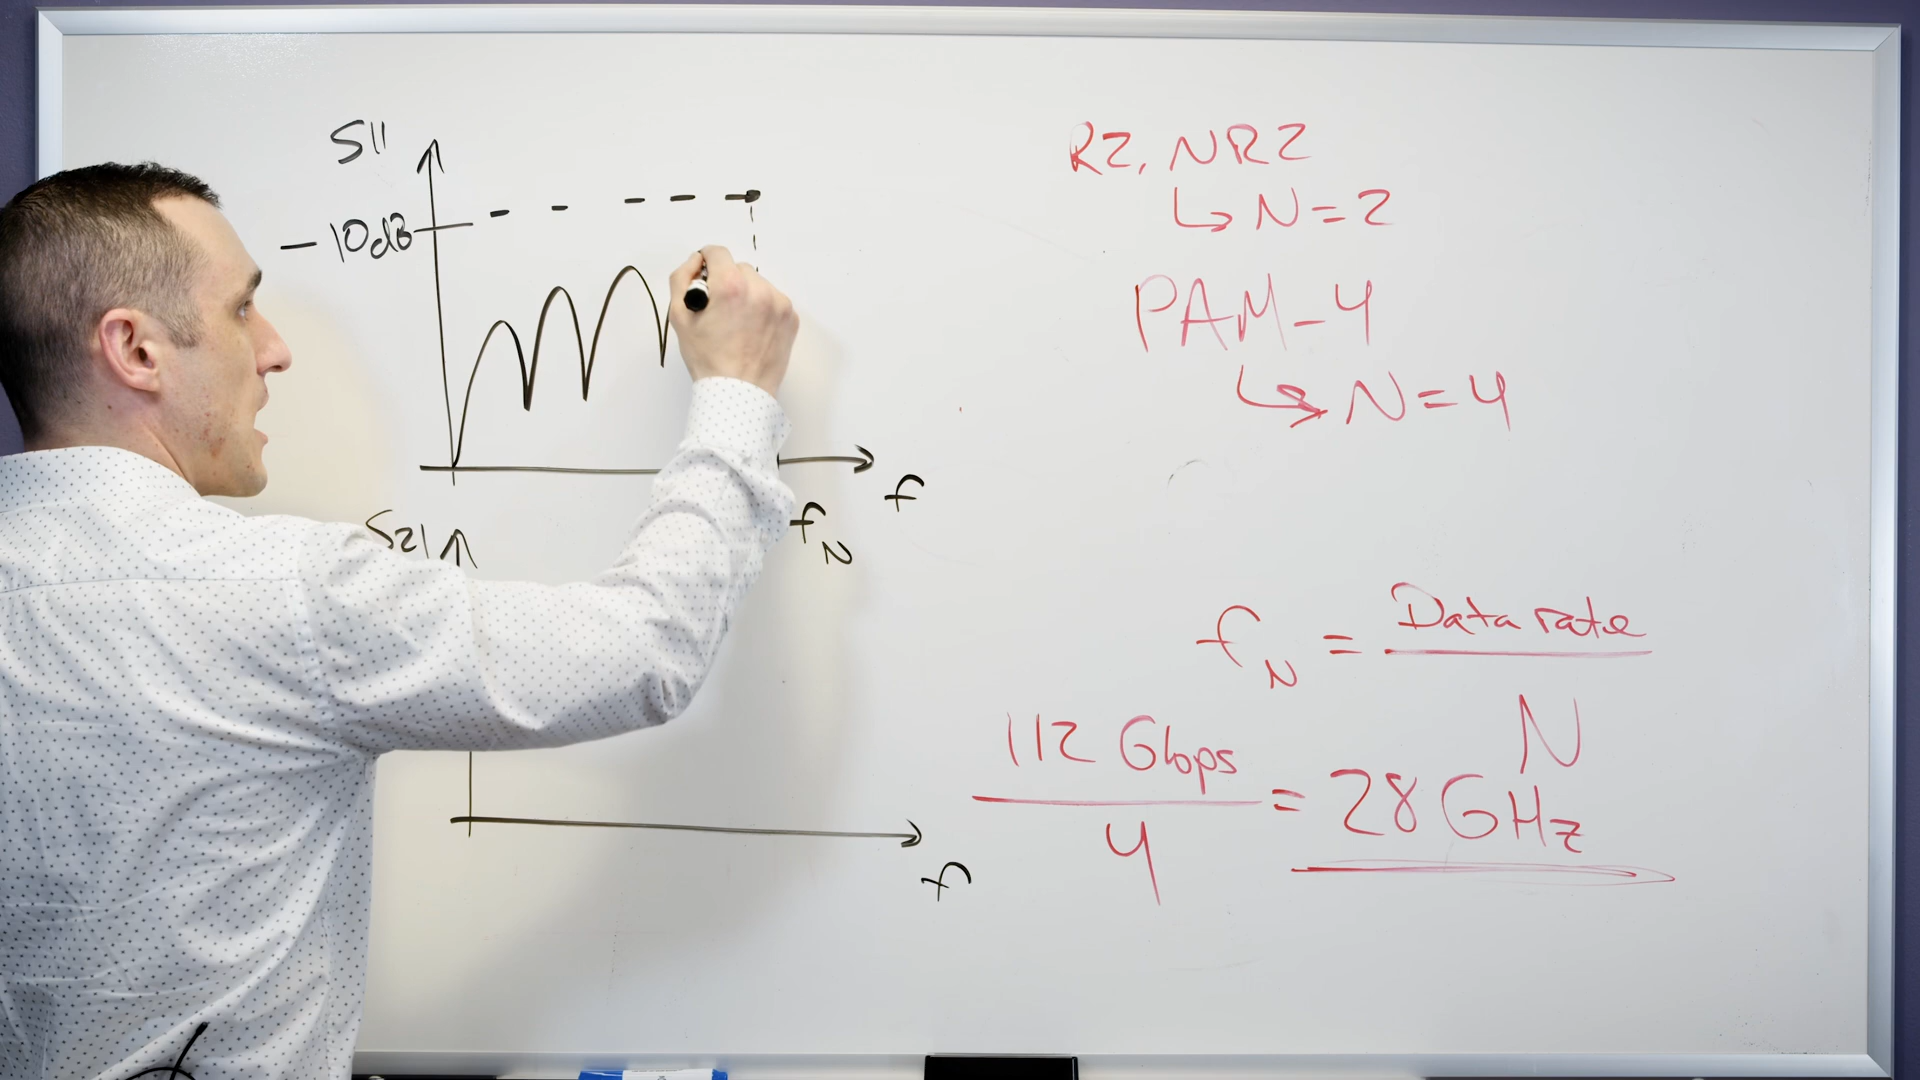 S11
-10dB
f
fN
S21
f
RZ, NRZ
↳ N=2
PAM-4
↳ N=4
fN = Data rate
N
112 Gbps
4
= 28 GHz